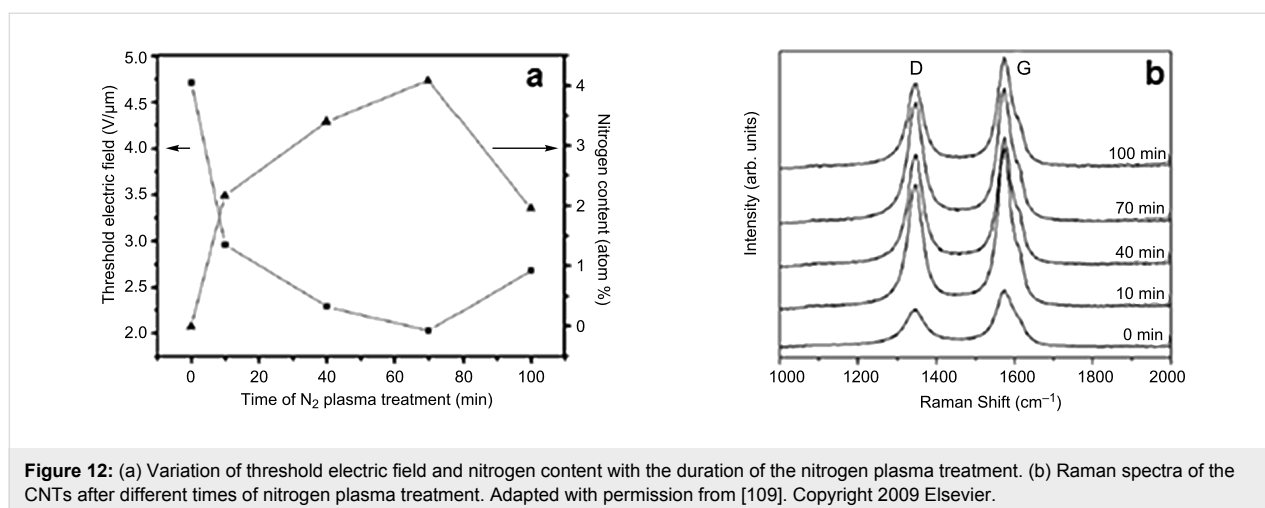 a
5.0
4.5
4.0
3.5
3.0
2.5
2.0
Threshold electric field (V/µm)
4
3
2
1
0
Nitrogen content (atom %)
0 20 40 60 80 100
Time of N₂ plasma treatment (min)
b
D G
Intensity (arb. units)
100 min
70 min
40 min
10 min
0 min
1000 1200 1400 1600 1800 2000
Raman Shift (cm⁻¹)
Figure 12: (a) Variation of threshold electric field and nitrogen content with the duration of the nitrogen plasma treatment. (b) Raman spectra of the
CNTs after different times of nitrogen plasma treatment. Adapted with permission from [109]. Copyright 2009 Elsevier.